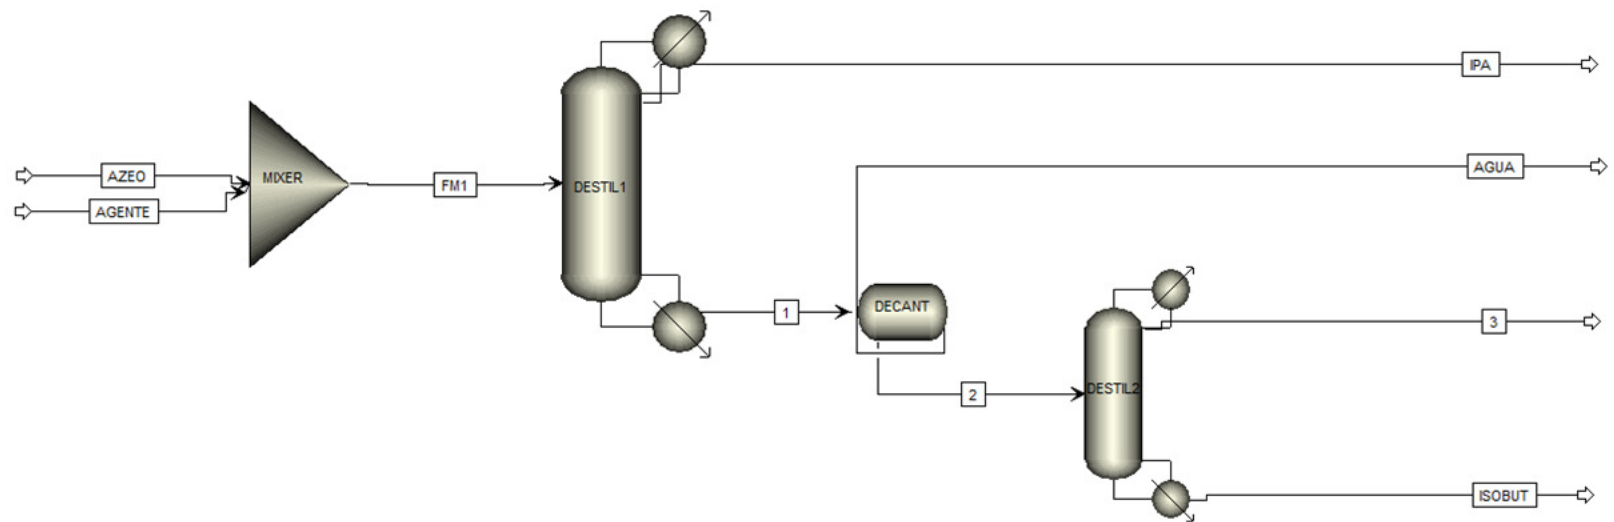 IPA
AZEO
MIXER
AGUA
FM1
DESTIL1
AGENTE
1
DECANT
3
2
DESTIL2
ISOBUT